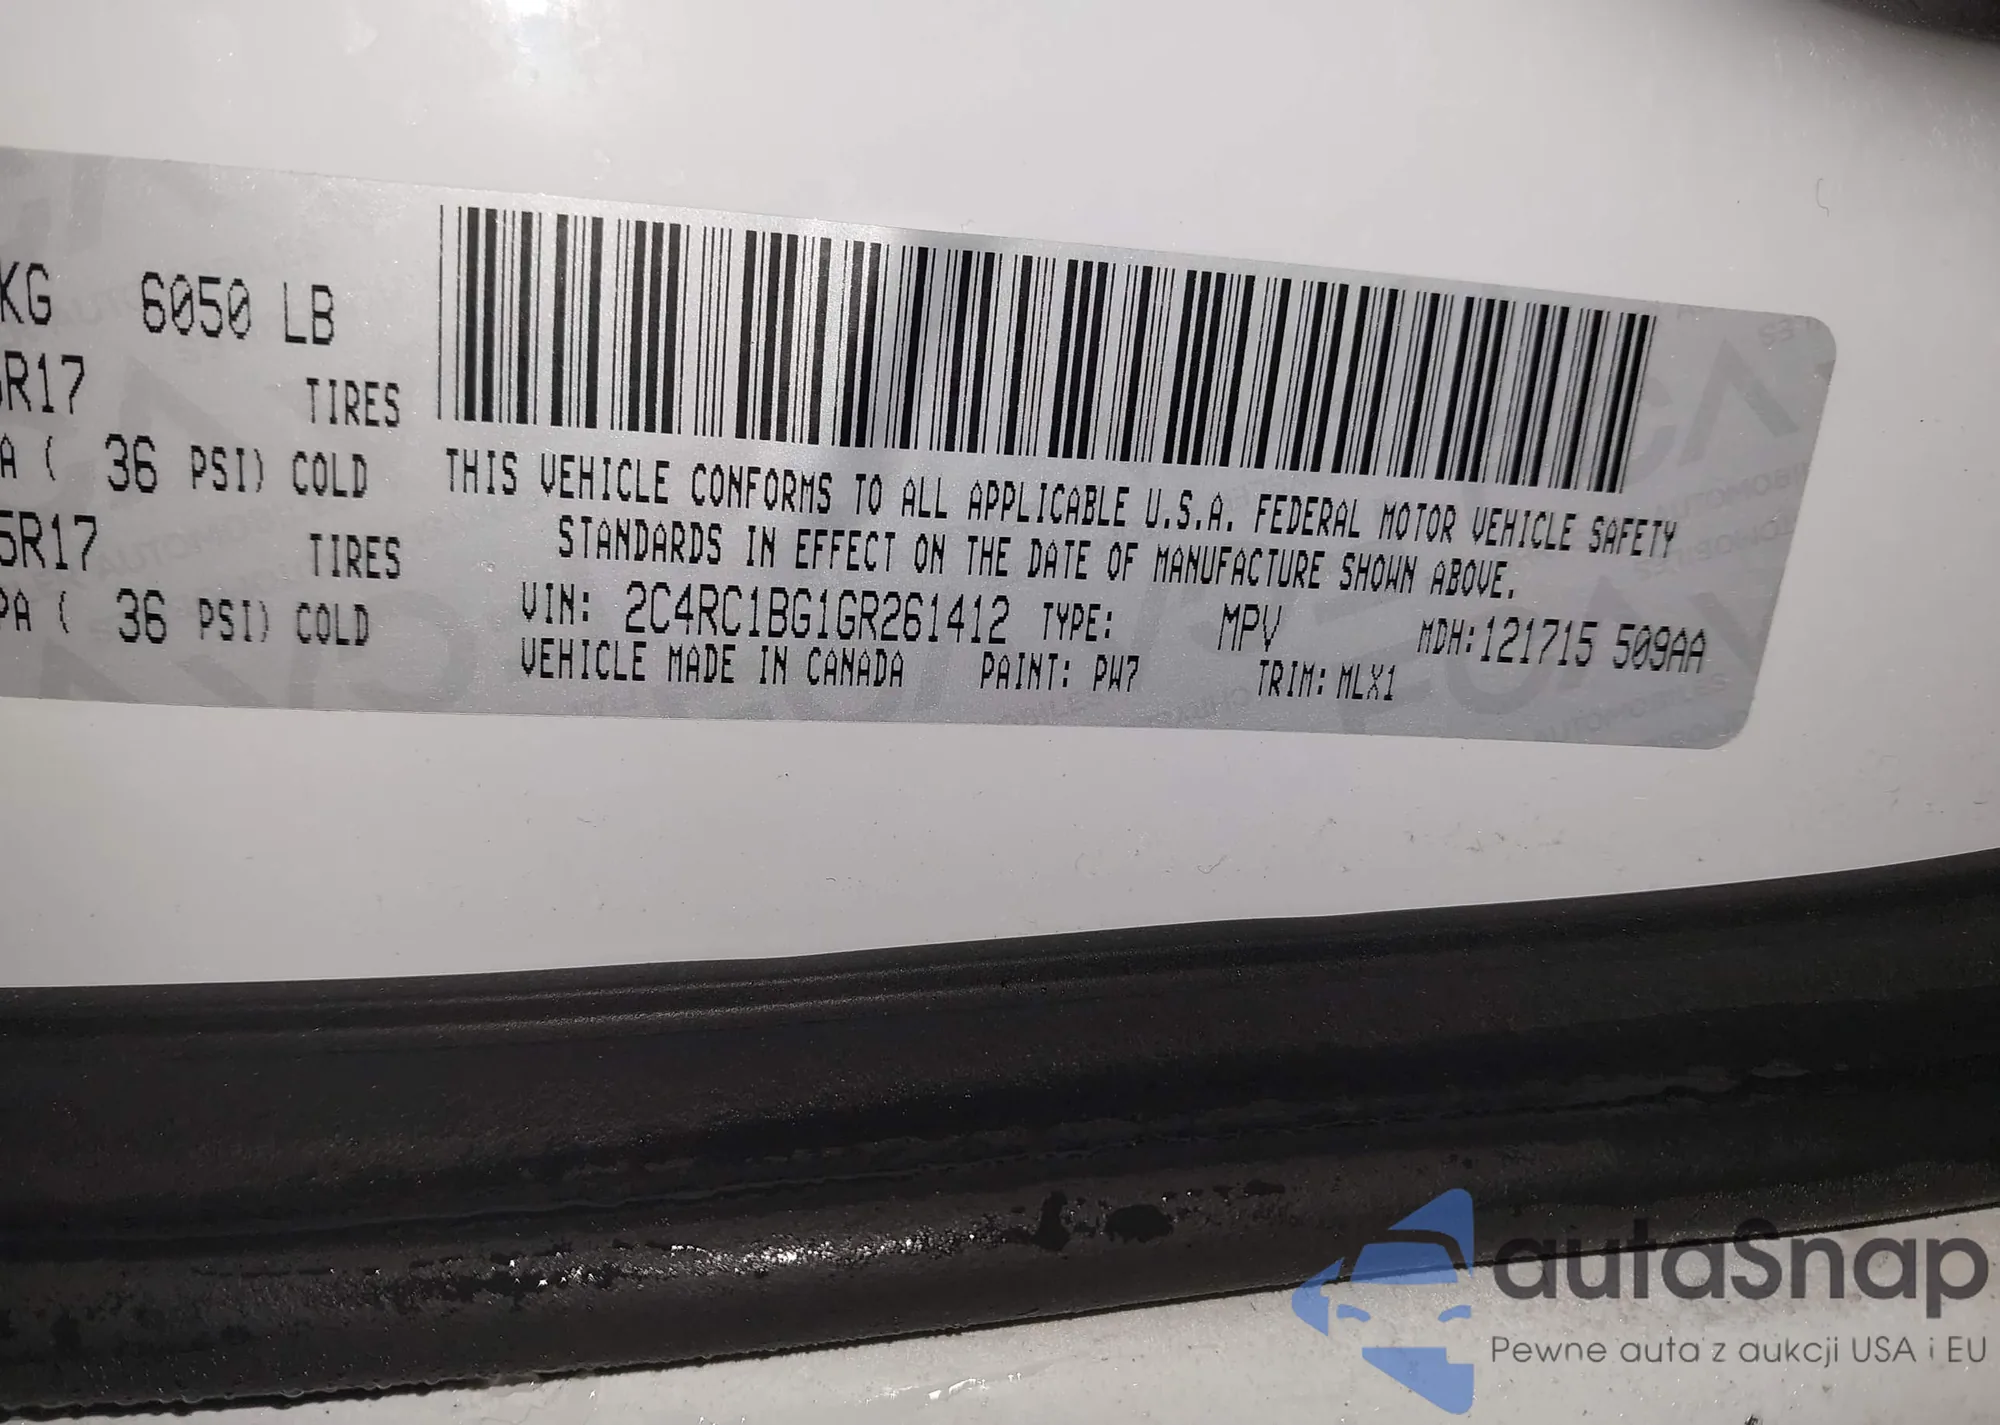 KG 6050 LB
R17 TIRES
A ( 36 PSI) COLD
5R17 TIRES
PA ( 36 PSI) COLD
THIS VEHICLE CONFORMS TO ALL APPLICABLE U.S.A. FEDERAL MOTOR VEHICLE SAFETY
STANDARDS IN EFFECT ON THE DATE OF MANUFACTURE SHOWN ABOVE.
VIN: 2C4RC1BG1GR261412 TYPE: MPV MDH:121715 509AA
VEHICLE MADE IN CANADA PAINT: PW7 TRIM: MLX1
autaSnap
Pewne auta z aukcji USA i EU